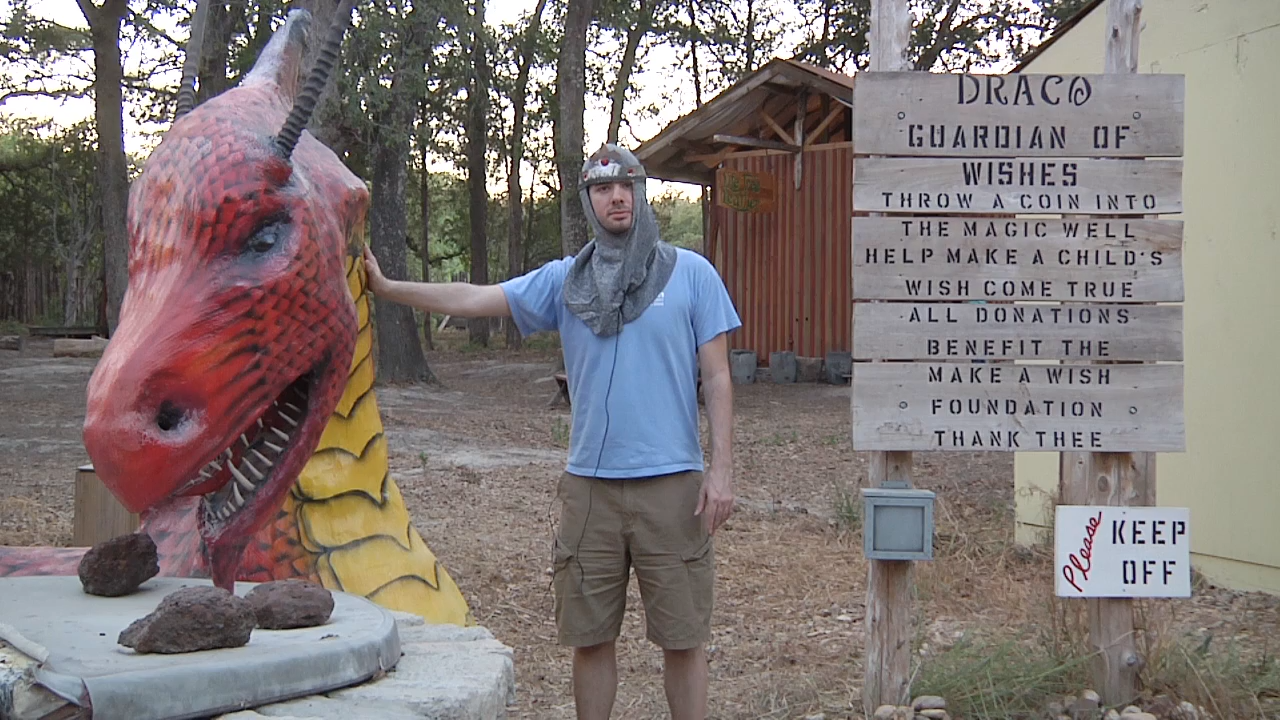 DRACO
GUARDIAN OF
WISHES
THROW A COIN INTO
THE MAGIC WELL
HELP MAKE A CHILD'S
WISH COME TRUE
ALL DONATIONS
BENEFIT THE
MAKE A WISH
FOUNDATION
THANK THEE
Please KEEP
OFF